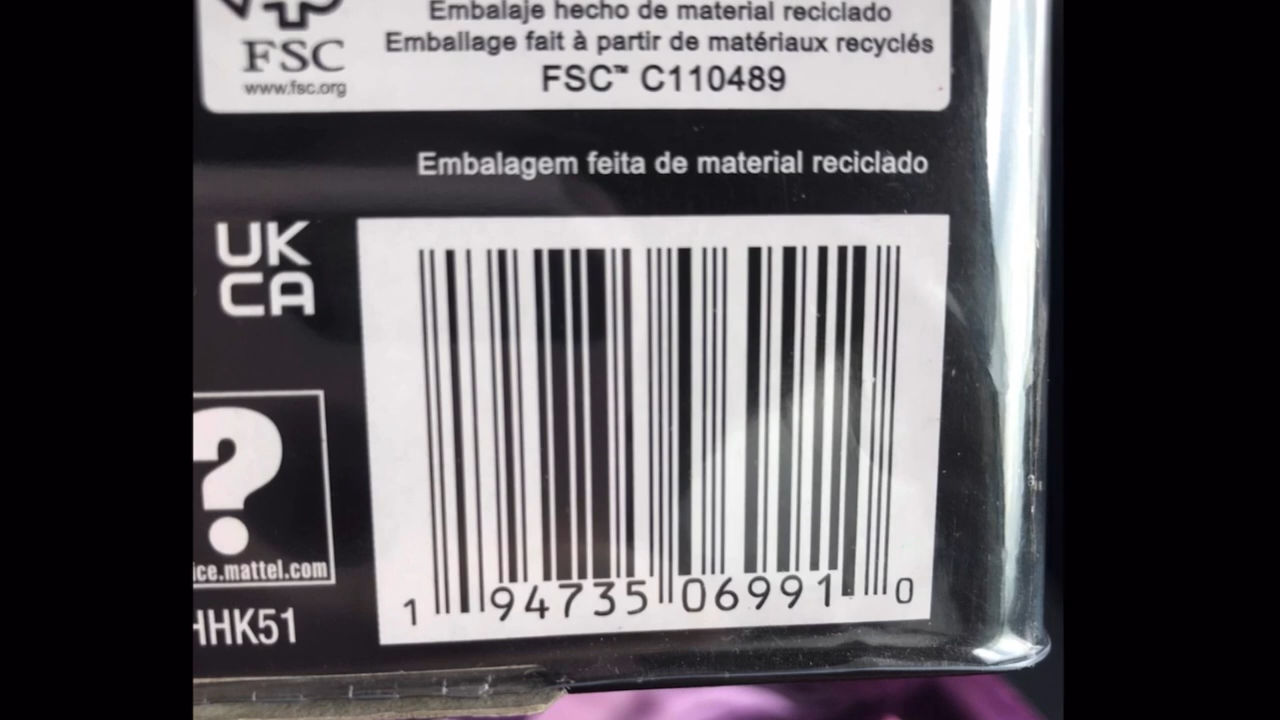 Embalaje hecho de material reciclado
Emballage fait à partir de matériaux recyclés
FSC™ C110489
FSC
www.fsc.org
Embalagem feita de material reciclado
UK
CA
?
ice.mattel.com
HHK51
1 94735 06991 0